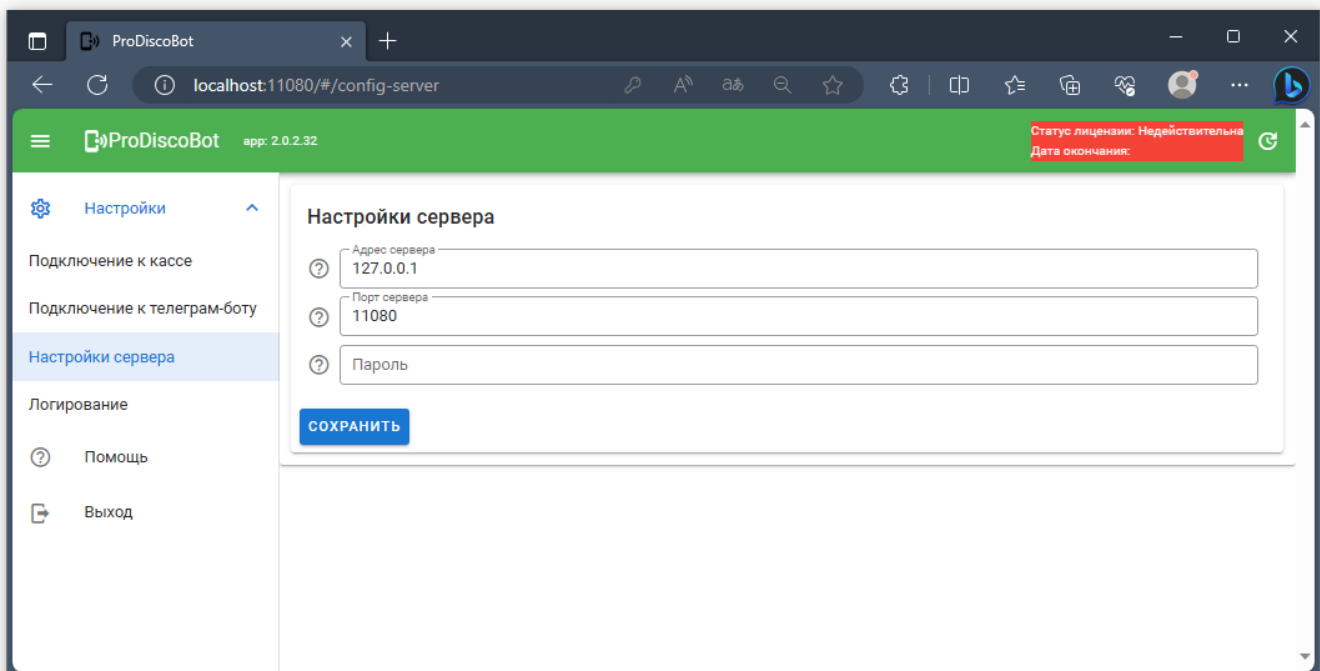 ProDiscoBot
localhost:11080/#/config-server
ProDiscoBot app: 2.0.2.32
Статус лицензии: Недействительна
Дата окончания:
Настройки
Подключение к кассе
Подключение к телеграм-боту
Настройки сервера
Логирование
Помощь
Выход
Настройки сервера
Адрес сервера
127.0.0.1
Порт сервера
11080
Пароль
СОХРАНИТЬ